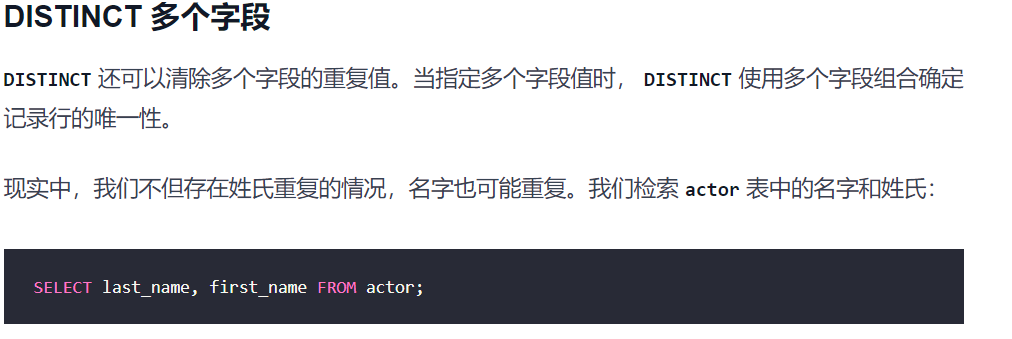 DISTINCT 多个字段
DISTINCT 还可以清除多个字段的重复值。当指定多个字段值时， DISTINCT 使用多个字段组合确定
记录行的唯一性。
现实中，我们不但存在姓氏重复的情况，名字也可能重复。我们检索 actor 表中的名字和姓氏：
SELECT last_name, first_name FROM actor;